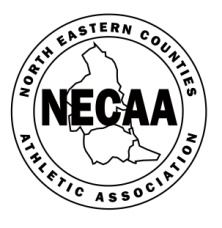 NORTH EASTERN COUNTIES
NECAA
ATHLETIC ASSOCIATION